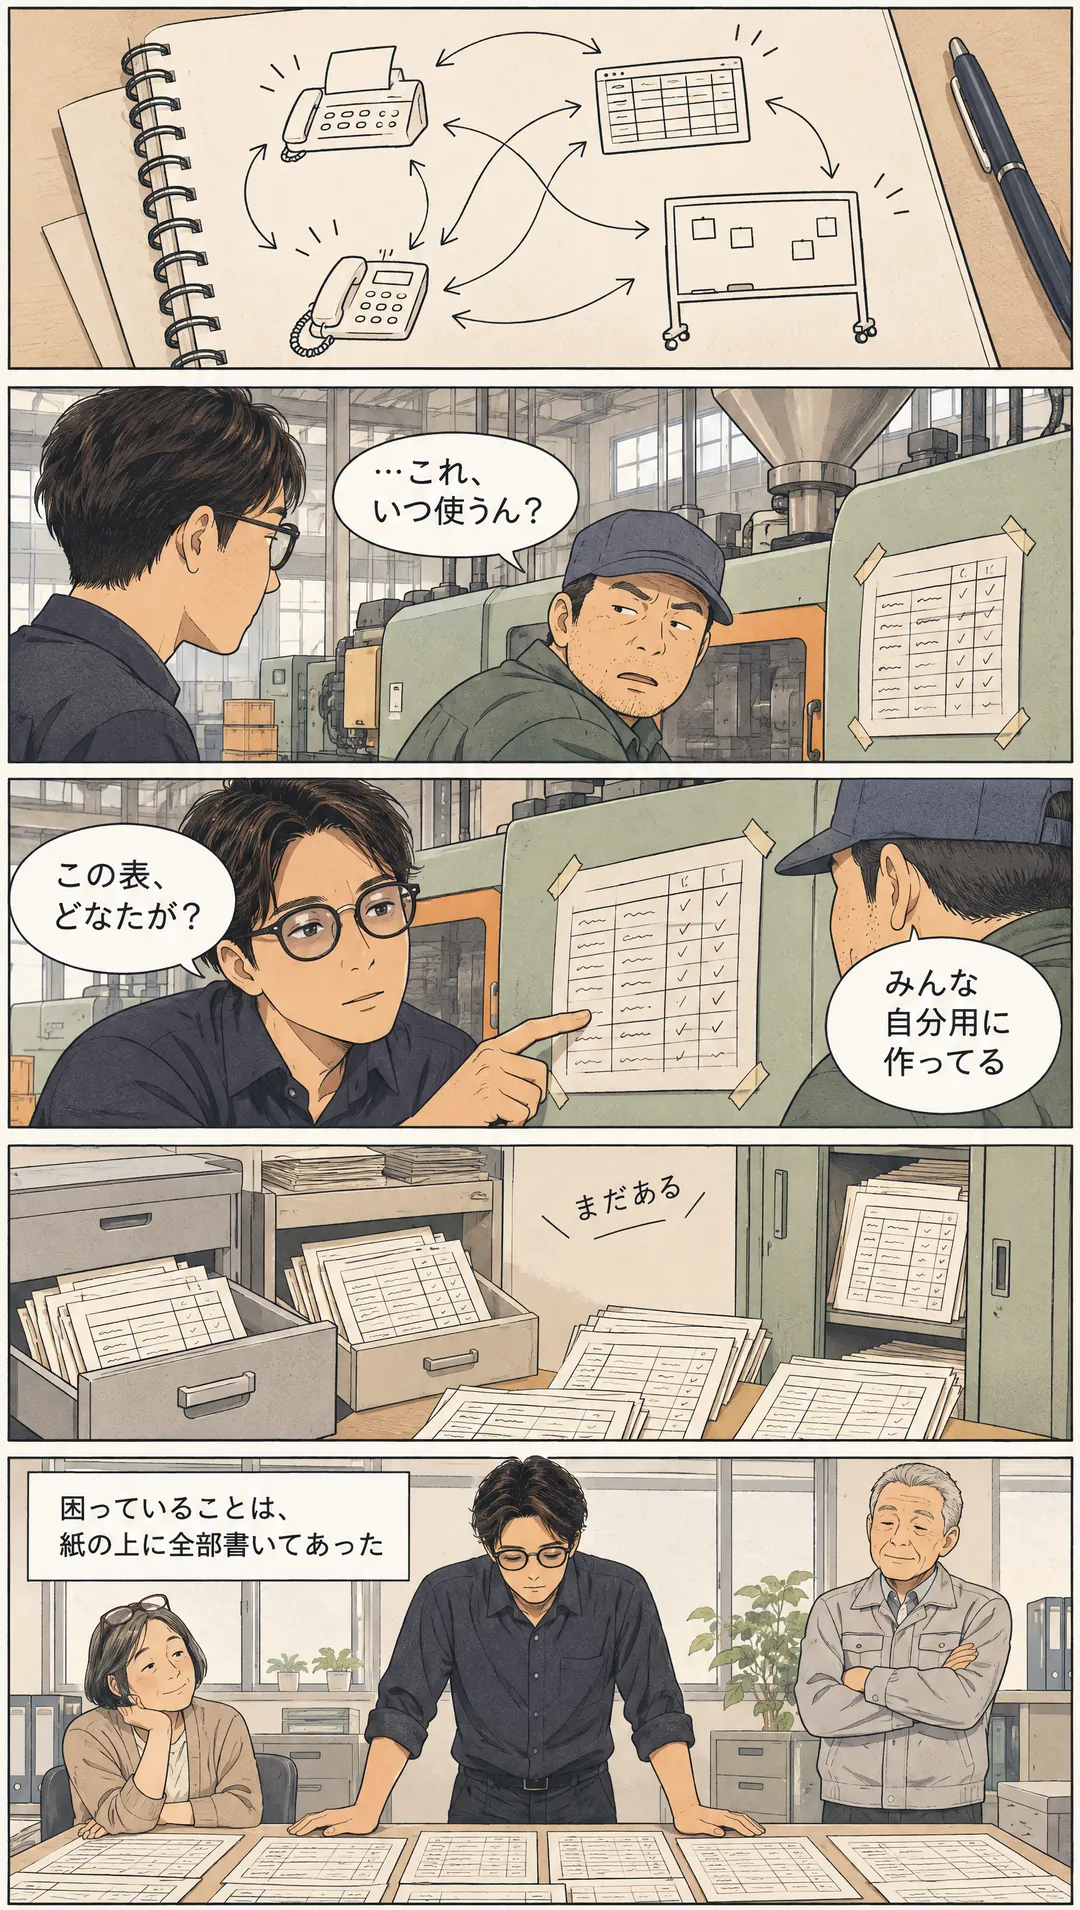 …これ、
いつ使うん？
この表、
どなたが？
みんな
自分用に
作ってる
まだある
困っていることは、
紙の上に全部書いてあった